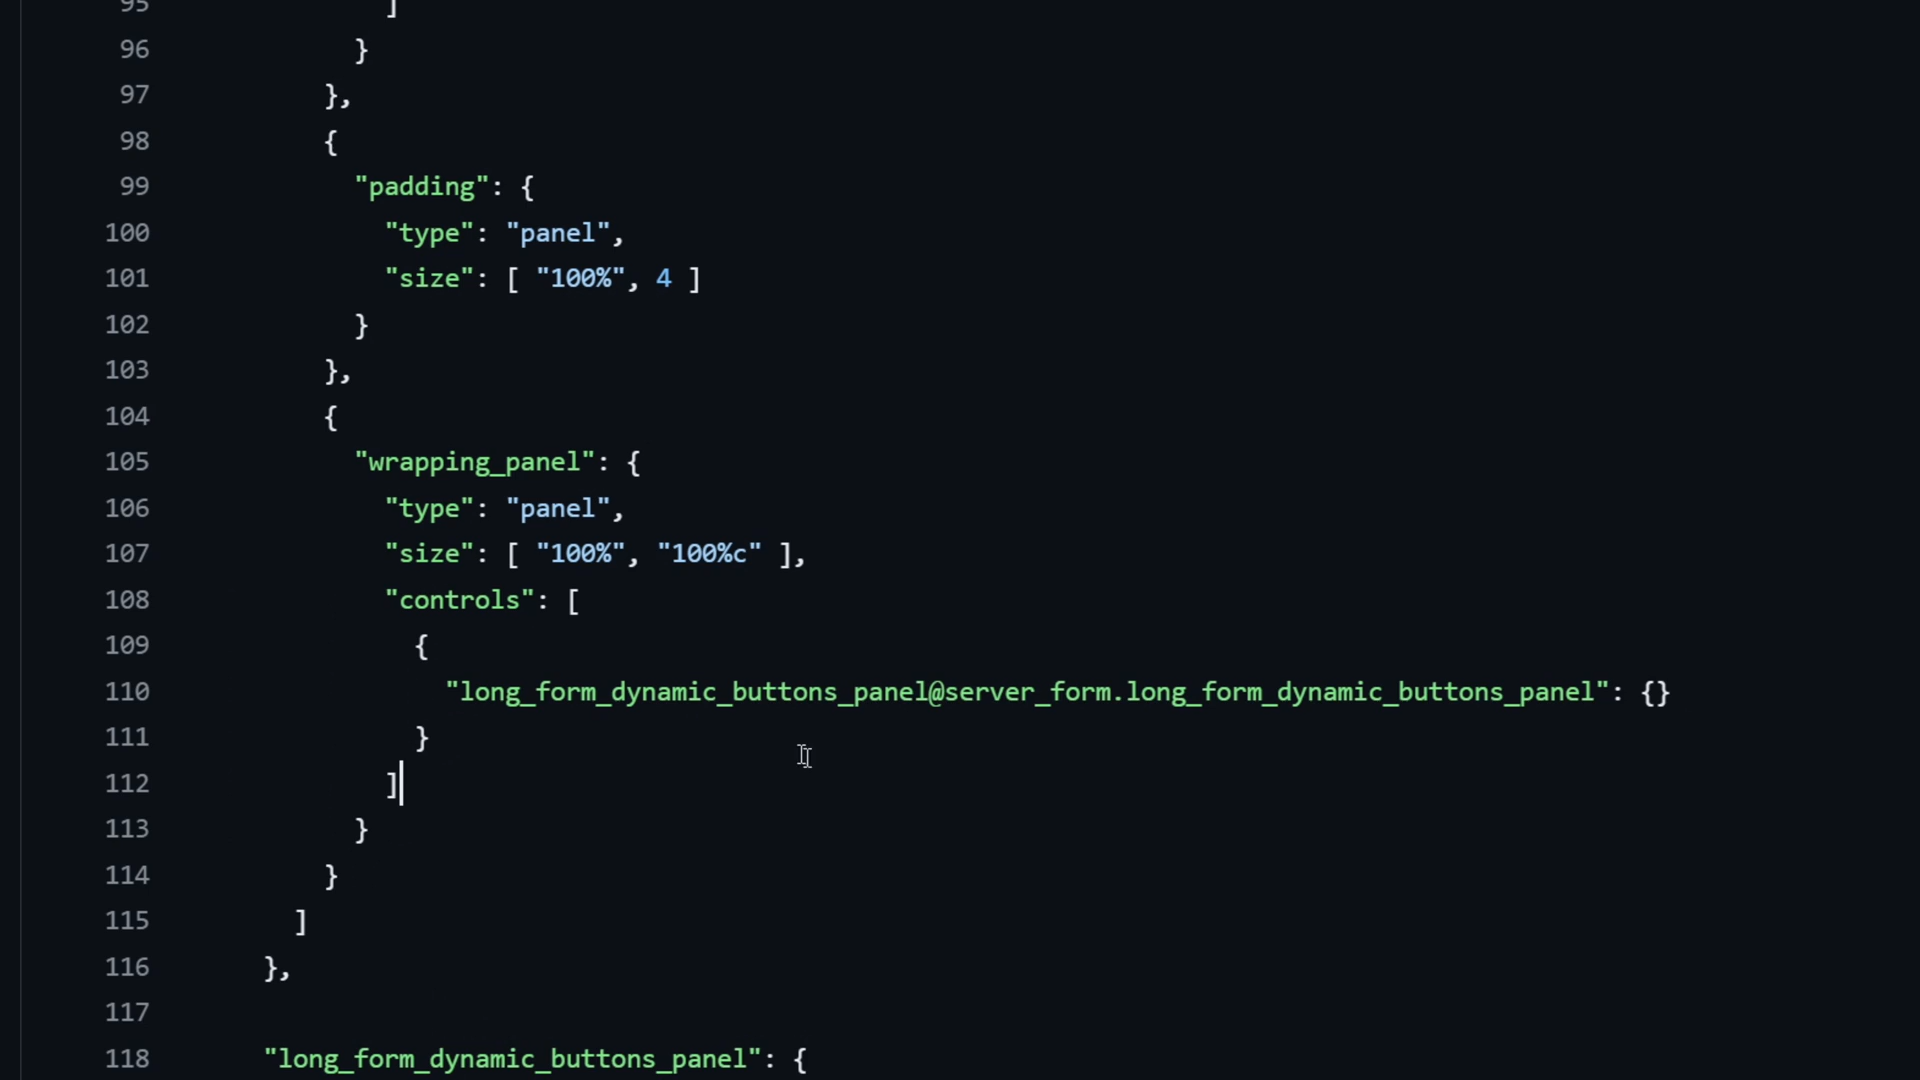 95 ]
96 }
97 },
98 {
99 "padding": {
100 "type": "panel",
101 "size": [ "100%", 4 ]
102 }
103 },
104 {
105 "wrapping_panel": {
106 "type": "panel",
107 "size": [ "100%", "100%c" ],
108 "controls": [
109 {
110 "long_form_dynamic_buttons_panel@server_form.long_form_dynamic_buttons_panel": {}
111 }
112 ]
113 }
114 }
115 ]
116 },
117
118 "long_form_dynamic_buttons_panel": {